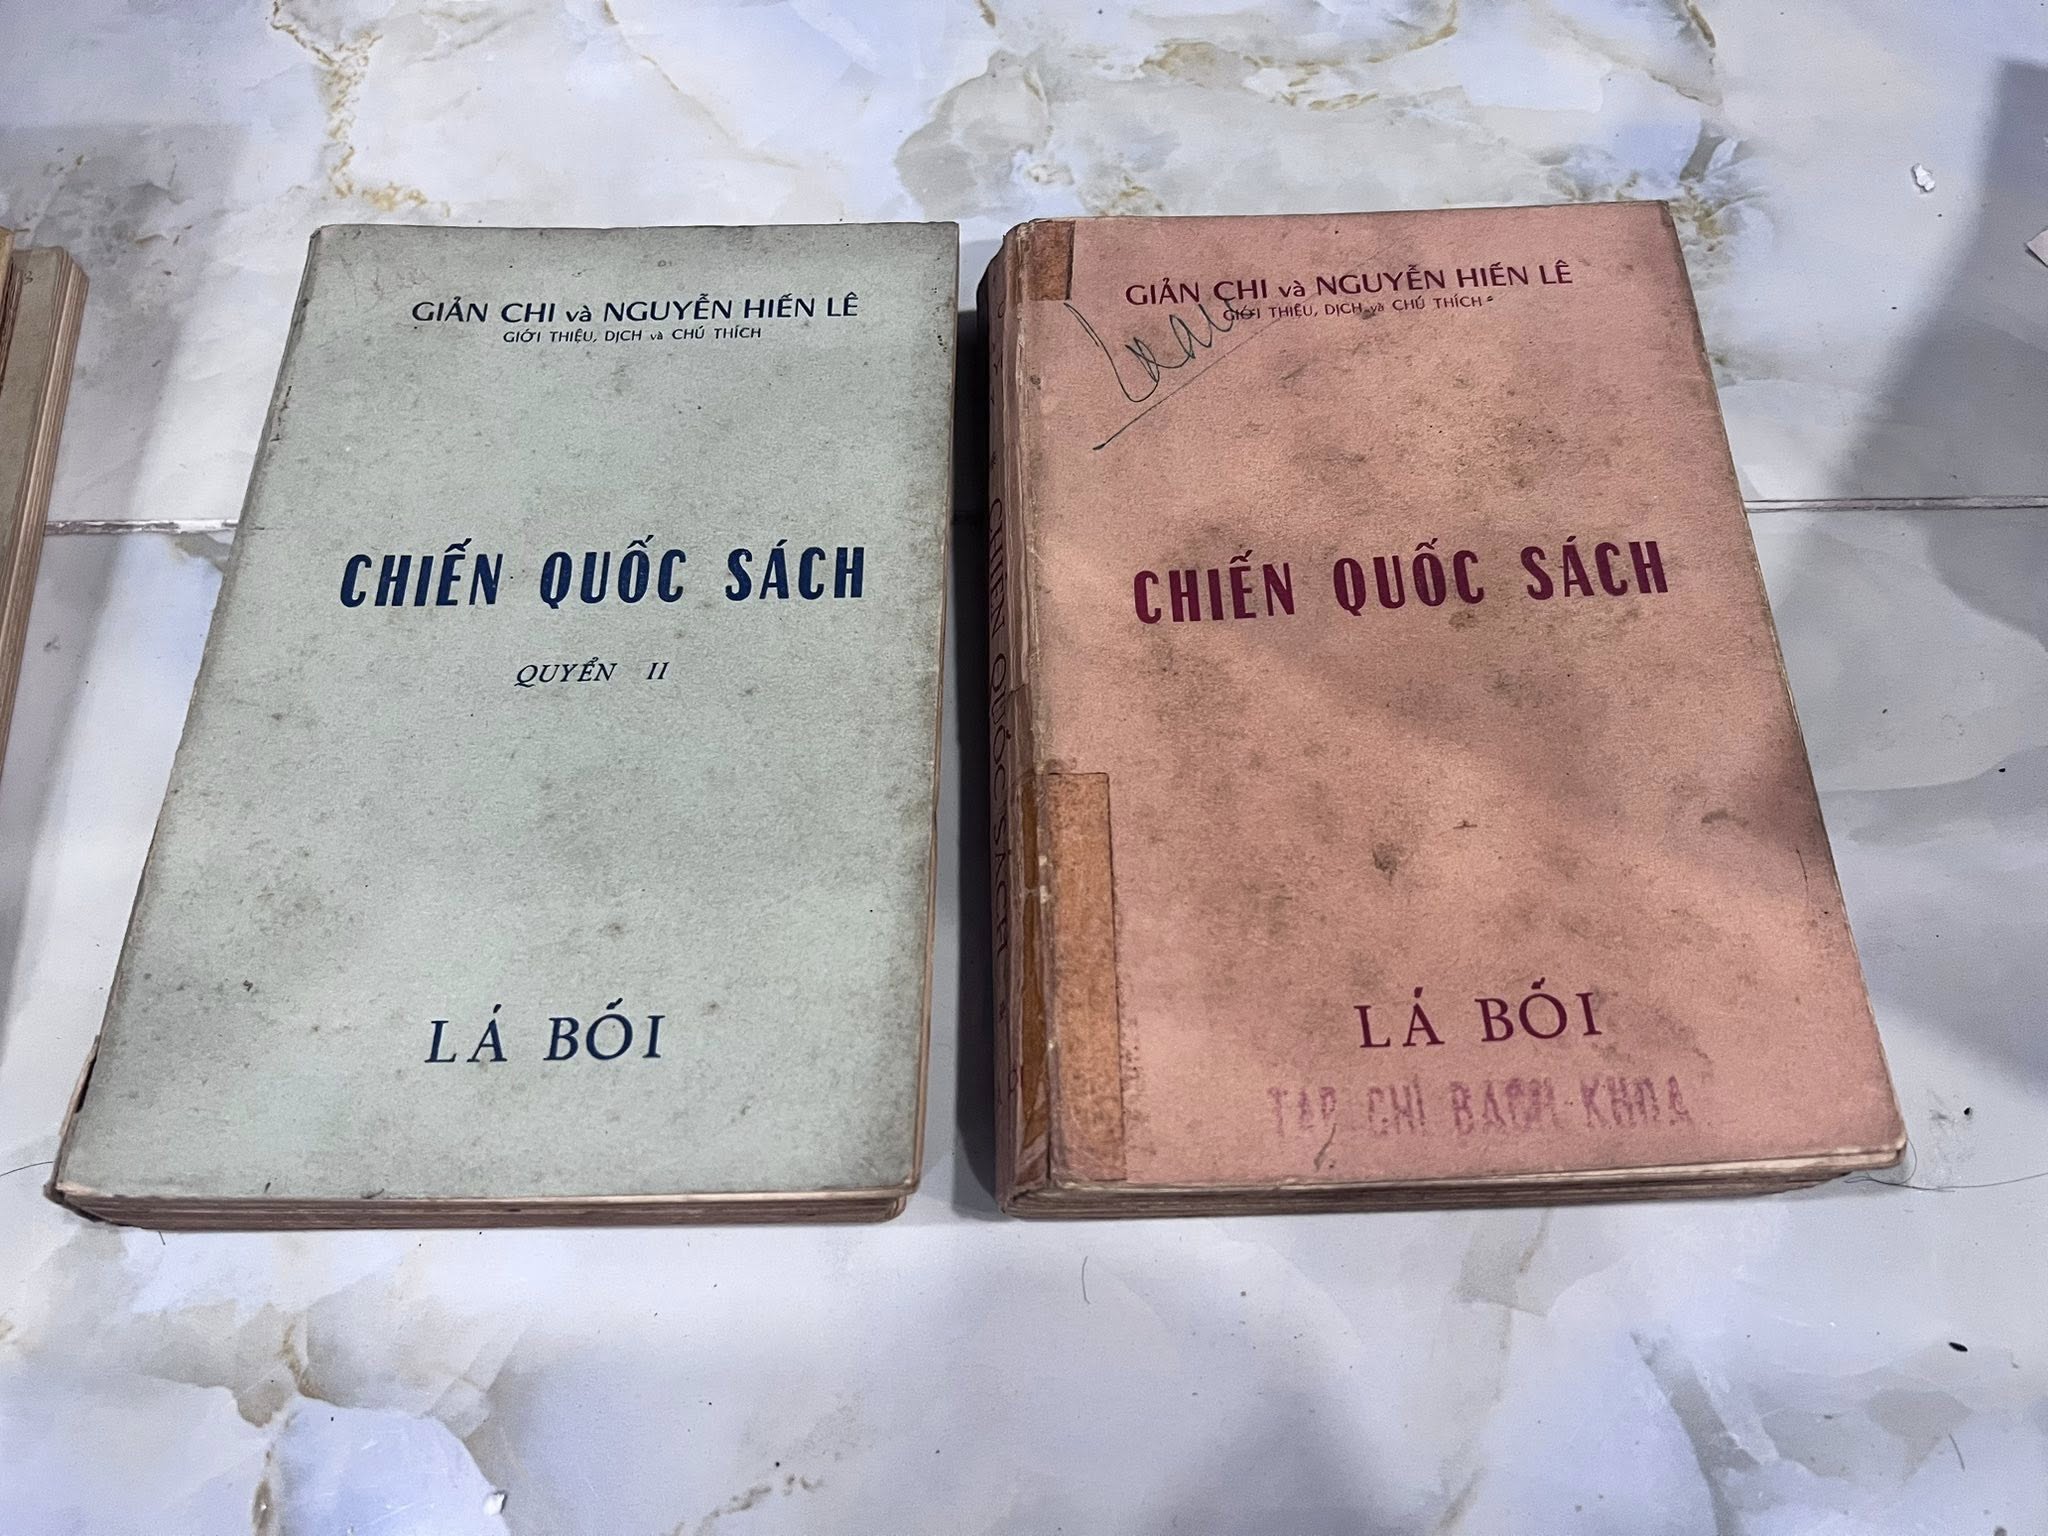 GIẢN CHI và NGUYỄN HIẾN LÊ
GIỚI THIỆU, DỊCH và CHÚ THÍCH
CHIẾN QUỐC SÁCH
QUYỂN II
LÁ BỐI
GIẢN CHI và NGUYỄN HIẾN LÊ
GIỚI THIỆU, DỊCH và CHÚ THÍCH
CHIẾN QUỐC SÁCH
LÁ BỐI
TẠP CHÍ BÁCH KHOA
* CHIẾN QUỐC SÁCH *